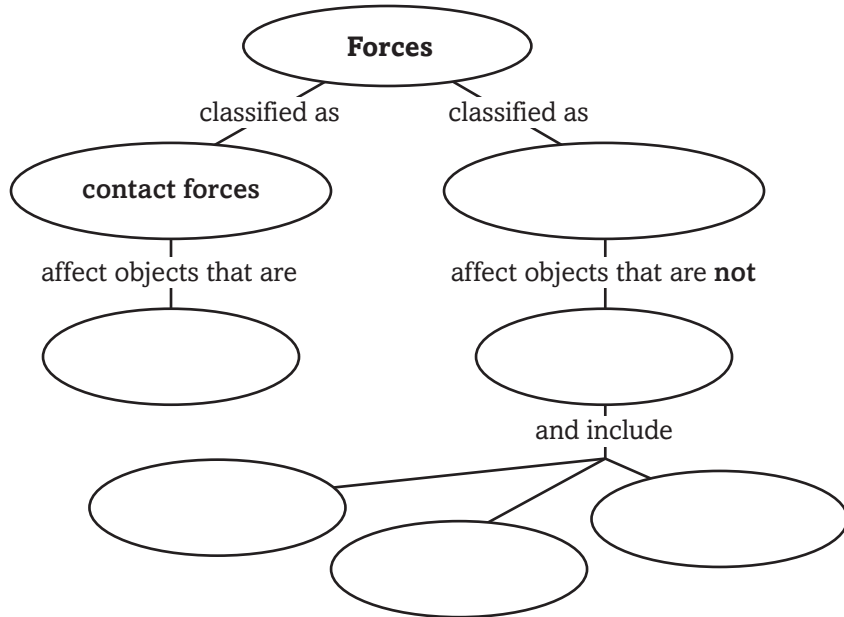 Forces
classified as
classified as
contact forces
affect objects that are
affect objects that are not
and include